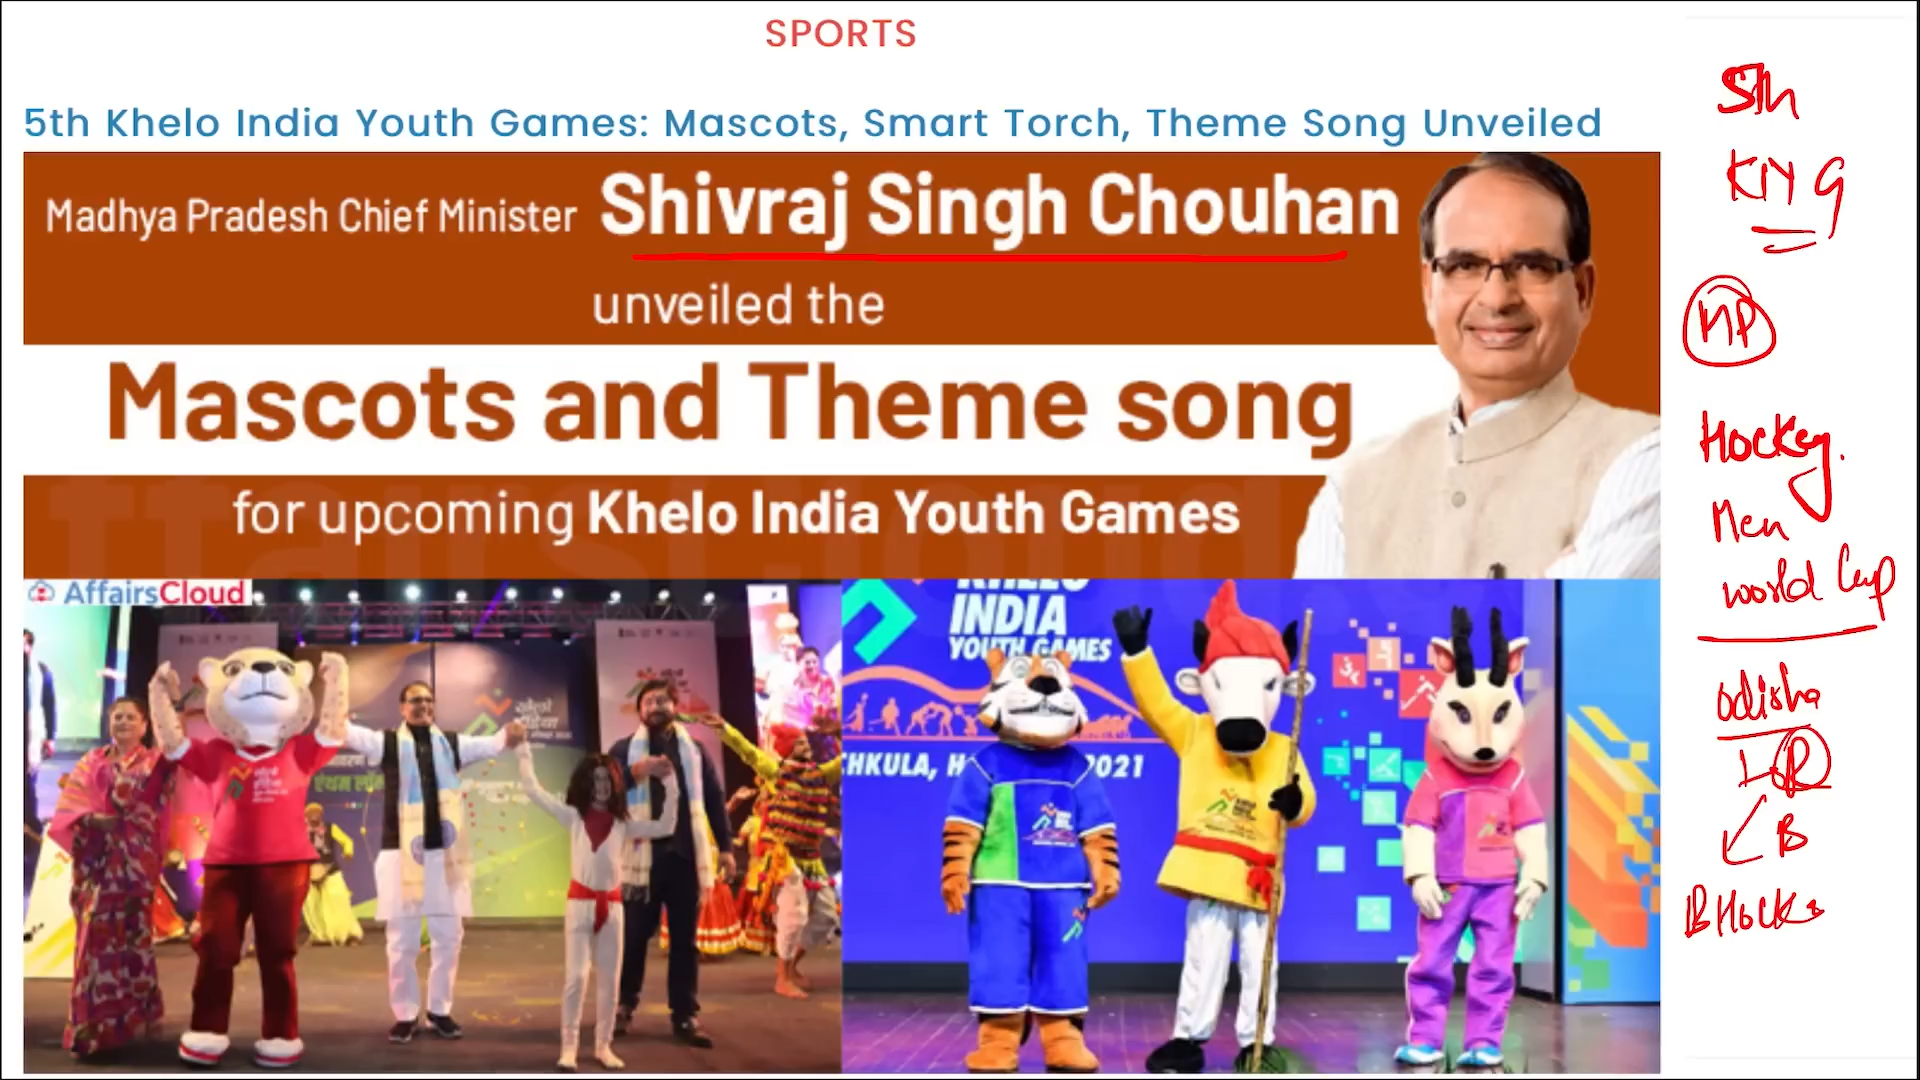 SPORTS
5th Khelo India Youth Games: Mascots, Smart Torch, Theme Song Unveiled
Madhya Pradesh Chief Minister Shivraj Singh Chouhan
unveiled the
Mascots and Theme song
for upcoming Khelo India Youth Games
AffairsCloud
KHELO
INDIA
YOUTH GAMES
CHKULA, H 2021
5th
KIYG
MP
Hockey.
Men
World Cup
Odisha
B